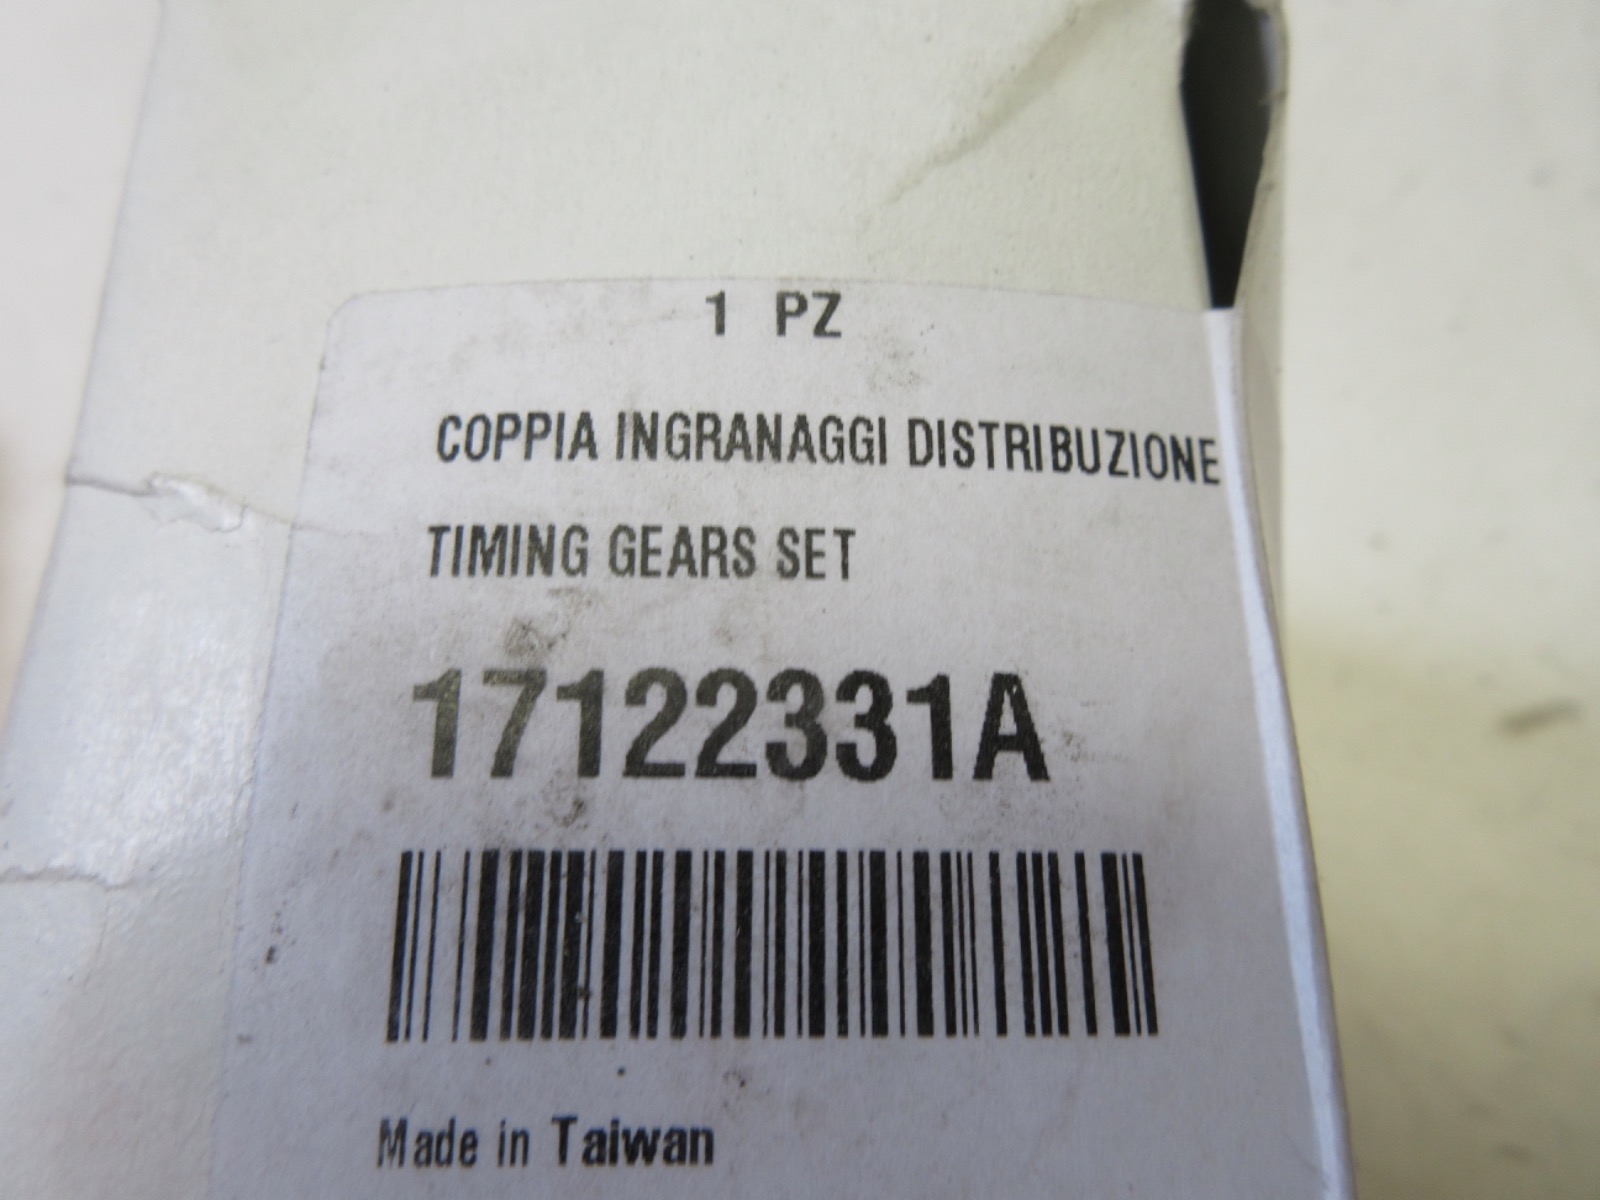 1 PZ
COPPIA INGRANAGGI DISTRIBUZIONE
TIMING GEARS SET
17122331A
Made in Taiwan